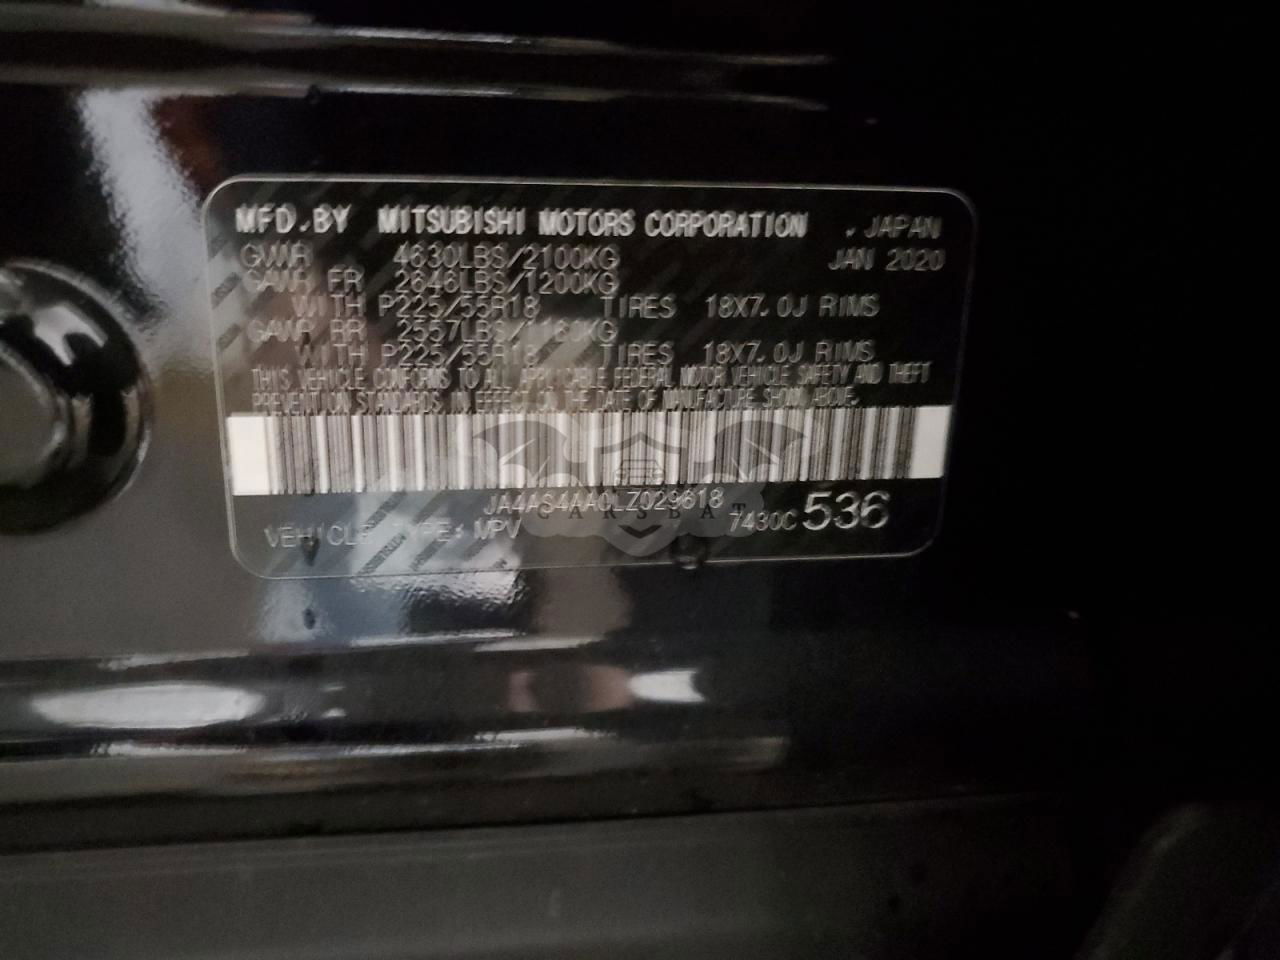 MFD.BY MITSUBISHI MOTORS CORPORATION .JAPAN
GVWR 4630LBS/2100KG JAN 2020
GAWR FR 2646LBS/1200KG
WITH P225/55R18 TIRES 18X7.0J RIMS
GAWR RR 2557LBS/1160KG
WITH P225/55R18 TIRES 18X7.0J RIMS
THIS VEHICLE CONFORMS TO ALL APPLICABLE FEDERAL MOTOR VEHICLE SAFETY AND THEFT
PREVENTION STANDARDS IN EFFECT ON THE DATE OF MANUFACTURE SHOWN ABOVE.
JA4AS4AA0LZ029618
CARSBAT
VEHICLE TYPE: MPV 7430C 536